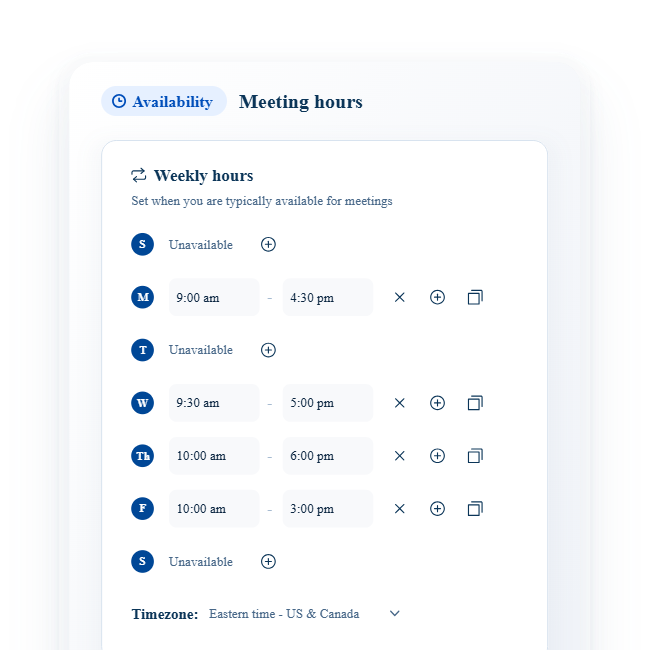 Availability Meeting hours
Weekly hours
Set when you are typically available for meetings
S Unavailable
M 9:00 am - 4:30 pm
T Unavailable
W 9:30 am - 5:00 pm
Th 10:00 am - 6:00 pm
F 10:00 am - 3:00 pm
S Unavailable
Timezone: Eastern time - US & Canada